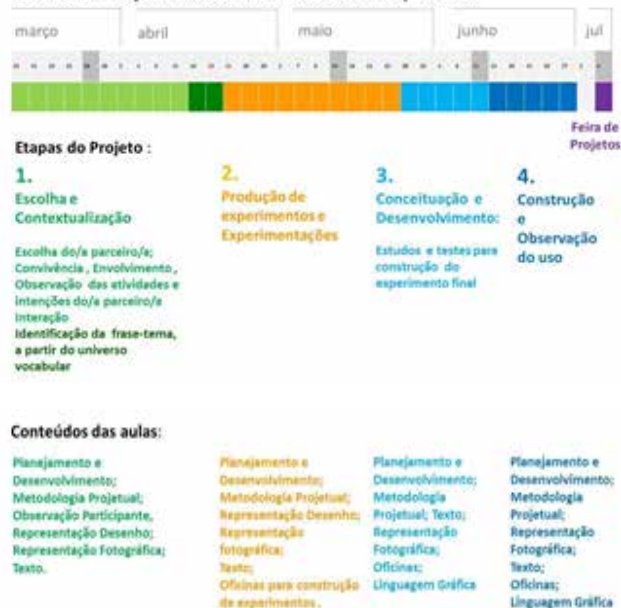 março
abril
maio
junho
jul
Feira de
Projetos
Etapas do Projeto :
1.
Escolha e
Contextualização
Escolha do/a parceiro/a;
Convivência , Envolvimento ,
Observação das atividades e
intenções do/a parceiro/a
Interação
Identificação da frase-tema,
a partir do universo
vocabular
2.
Produção de
experimentos e
Experimentações
3.
Conceituação e
Desenvolvimento:
Estudos e testes para
construção do
experimento final
4.
Construção
e
Observação
do uso
Conteúdos das aulas:
Planejamento e
Desenvolvimento;
Metodologia Projetual;
Observação Participante,
Representação Desenho;
Representação Fotográfica;
Texto.
Planejamento e
Desenvolvimento;
Metodologia Projetual;
Representação Desenho;
Representação
fotográfica;
Texto;
Oficinas para construção
de experimentos .
Planejamento e
Desenvolvimento;
Metodologia
Projetual; Texto;
Representação
Fotográfica;
Oficinas;
Linguagem Gráfica
Planejamento e
Desenvolvimento;
Metodologia
Projetual;
Representação
Fotográfica;
Texto;
Oficinas;
Linguagem Gráfica